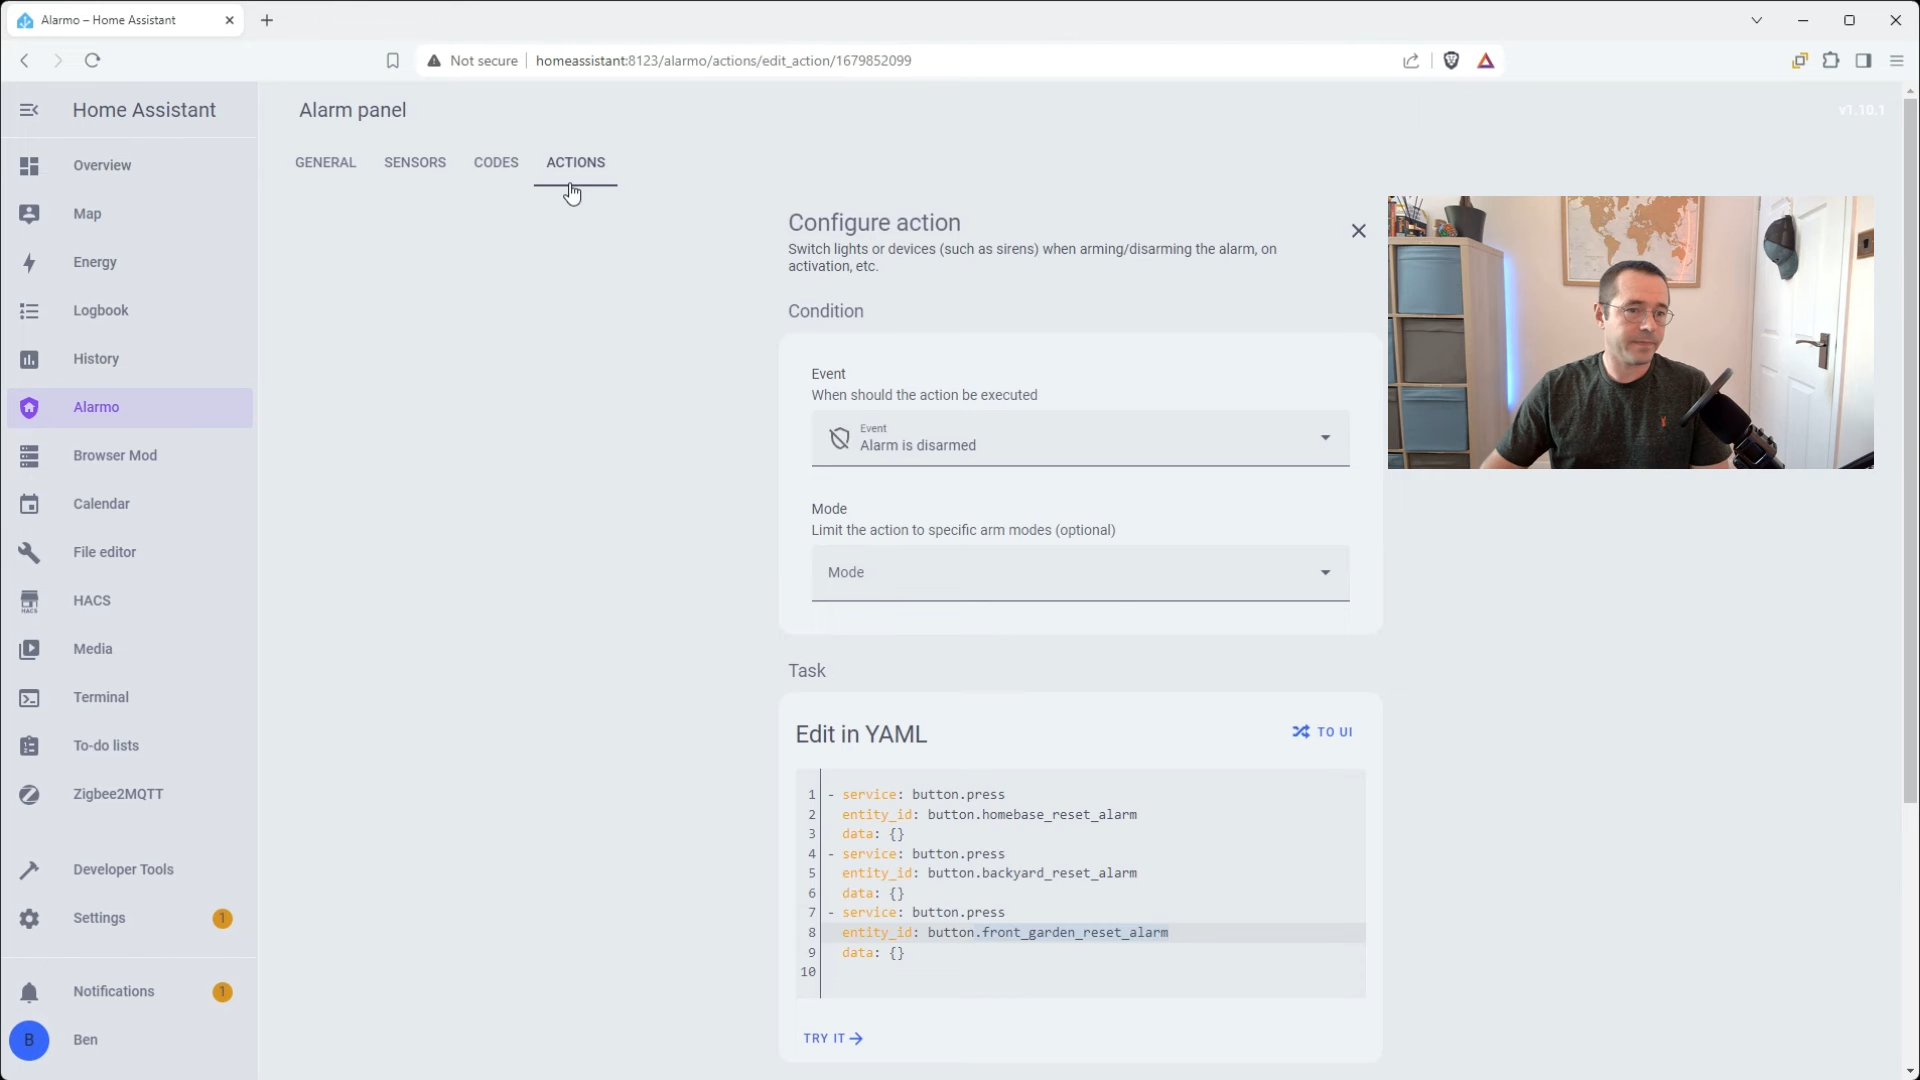 Alarmo – Home Assistant
Not secure
homeassistant:8123/alarmo/actions/edit_action/1679852099
Home Assistant
Alarm panel
v1.10.1
GENERAL
SENSORS
CODES
ACTIONS
Overview
Map
Energy
Logbook
History
Alarmo
Browser Mod
Calendar
File editor
HACS
HACS
Media
Terminal
To-do lists
Zigbee2MQTT
Developer Tools
Settings
1
Notifications
1
B
Ben
Configure action
Switch lights or devices (such as sirens) when arming/disarming the alarm, on
activation, etc.
Condition
Event
When should the action be executed
Event
Alarm is disarmed
Mode
Limit the action to specific arm modes (optional)
Mode
Task
Edit in YAML
TO UI
1 - service: button.press
2 entity_id: button.homebase_reset_alarm
3 data: {}
4 - service: button.press
5 entity_id: button.backyard_reset_alarm
6 data: {}
7 - service: button.press
8 entity_id: button.front_garden_reset_alarm
9 data: {}
10
TRY IT